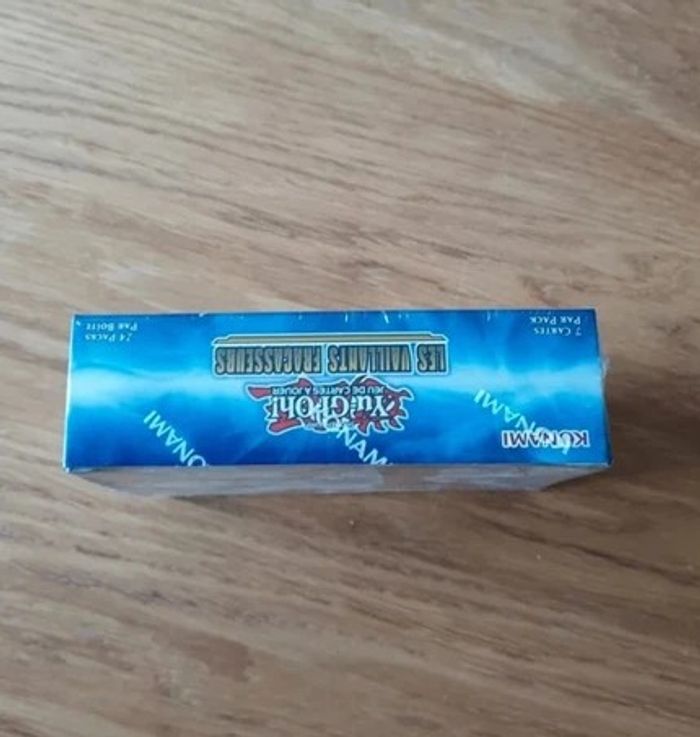 KONAMI
Yu-Gi-Oh!
JEU DE CARTES A JOUER
LES VAILLANTS FRACASSEURS
7 CARTES
PAR PACK
24 PACKS
PAR BOÎTE
KONAMI
KONAMI
KONAMI